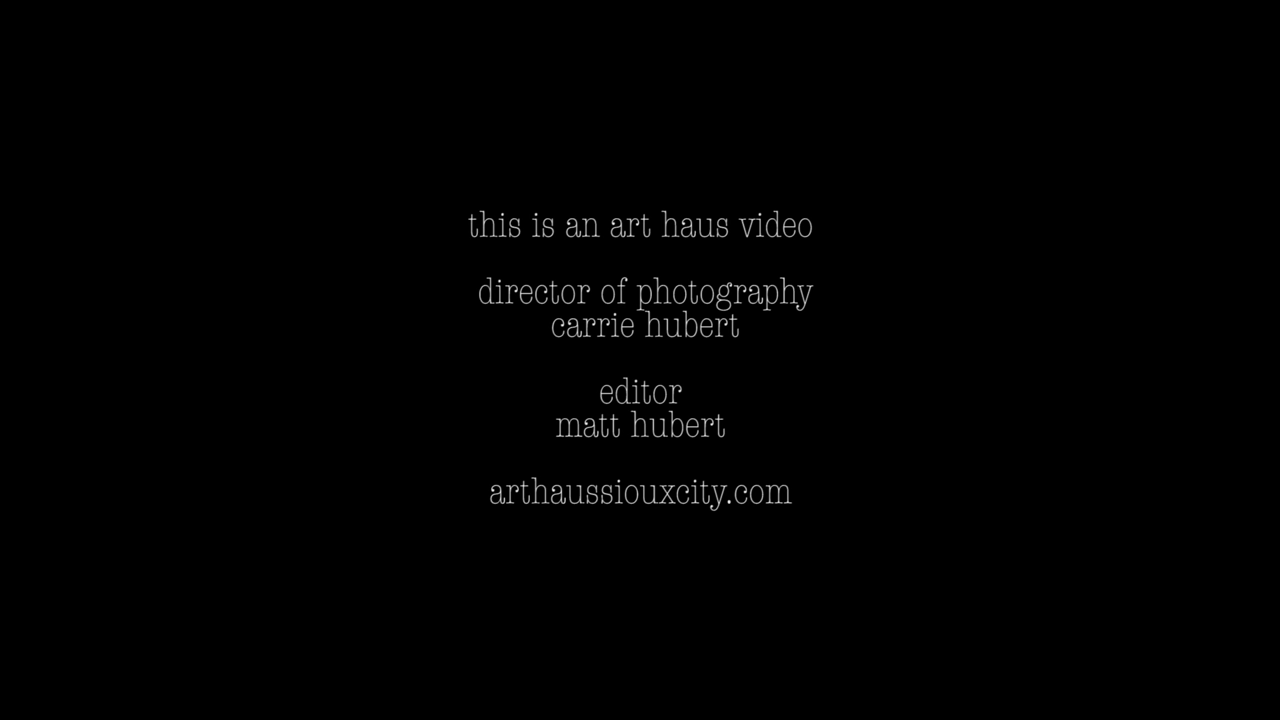 this is an art haus video
director of photography
carrie hubert
editor
matt hubert
arthaussiouxcity.com